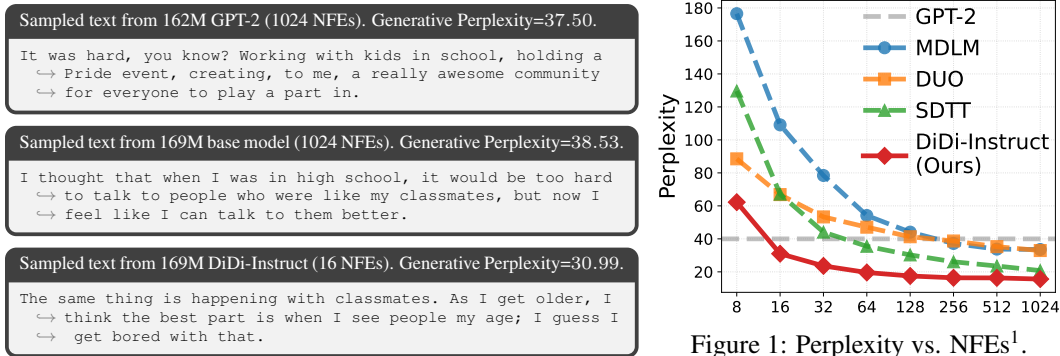 Sampled text from 162M GPT-2 (1024 NFEs). Generative Perplexity=37.50.
It was hard, you know? Working with kids in school, holding a
↪ Pride event, creating, to me, a really awesome community
↪ for everyone to play a part in.
Sampled text from 169M base model (1024 NFEs). Generative Perplexity=38.53.
I thought that when I was in high school, it would be too hard
↪ to talk to people who were like my classmates, but now I
↪ feel like I can talk to them better.
Sampled text from 169M DiDi-Instruct (16 NFEs). Generative Perplexity=30.99.
The same thing is happening with classmates. As I get older, I
↪ think the best part is when I see people my age; I guess I
↪ get bored with that.
Perplexity
180
160
140
120
100
80
60
40
20
8 16 32 64 128 256 512 1024
GPT-2
MDLM
DUO
SDTT
DiDi-Instruct
(Ours)
Figure 1: Perplexity vs. NFEs¹.